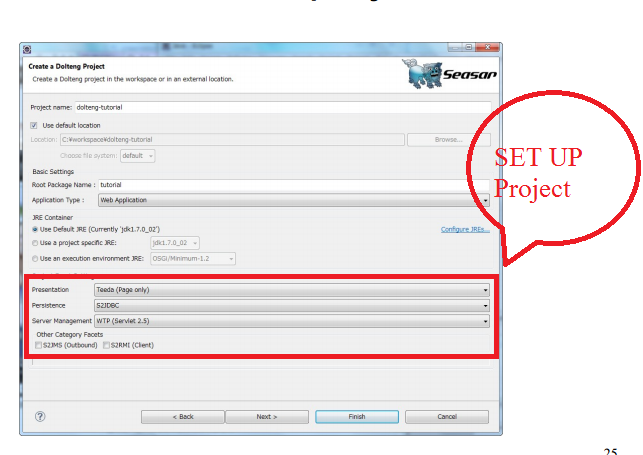 Create a Dolteng Project
Create a Dolteng project in the workspace or in an external location.
Seasar
Project name: dolteng-tutorial
Use default location
Location: C:¥workspace¥dolteng-tutorial Browse...
Choose file system: default
Basic Settings
Root Package Name : tutorial
Application Type : Web Application
JRE Container
Use Default JRE (Currently 'jdk1.7.0_02') Configure JREs...
Use a project specific JRE: jdk1.7.0_02
Use an execution environment JRE: OSGi/Minimum-1.2
Presentation Teeda (Page only)
Persistence S2JDBC
Server Management WTP (Servlet 2.5)
Other Category Facets
S2JMS (Outbound) S2RMI (Client)
< Back Next > Finish Cancel
SET UP
Project
25